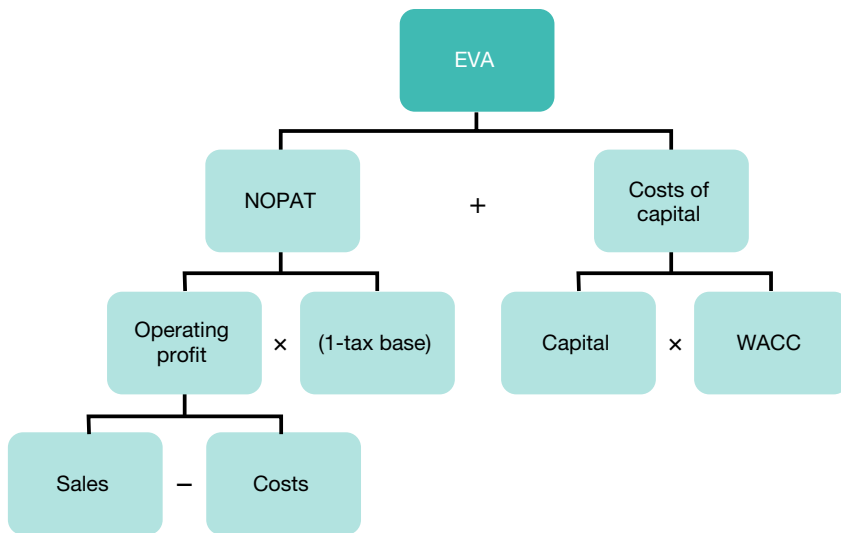 EVA
NOPAT
+
Costs of
capital
Operating
profit
×
(1-tax base)
Capital
×
WACC
Sales
–
Costs